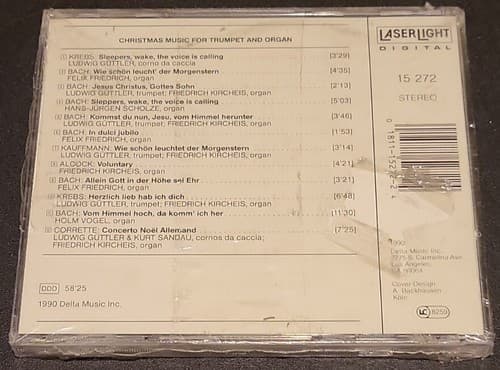 CHRISTMAS MUSIC FOR TRUMPET AND ORGAN
1 KREBS: Sleepers, wake, the voice is calling [3'29]
LUDWIG GÜTTLER, corno da caccia
BACH: Wie schön leucht' der Morgenstern [4'35]
FELIX FRIEDRICH, organ
BACH: Jesus Christus, Gottes Sohn [2'13]
LUDWIG GÜTTLER, trumpet; FRIEDRICH KIRCHEIS, organ
BACH: Sleppers, wake, the voice is calling [5'03]
HANS-JÜRGEN SCHOLZE, organ
BACH: Kommst du nun, Jesu, vom Himmel herunter [3'46]
LUDWIG GÜTTLER, trumpet; FRIEDRICH KIRCHEIS, organ
BACH: In dulci jubilo [1'53]
FELIX FRIEDRICH, organ
KAUFFMANN: Wie schön leuchtet der Morgenstern [3'14]
LUDWIG GÜTTLER, trumpet; FRIEDRICH KIRCHEIS, organ
ALCOCK: Voluntary [4'21]
FRIEDRICH KIRCHEIS, organ
BACH: Allein Gott in der Höhe sei Ehr [3'21]
FELIX FRIEDRICH, organ
KREBS: Herzlich lieb hab ich dich [6'48]
LUDWIG GÜTTLER, trumpet; FRIEDRICH KIRCHEIS, organ
BACH: Vom Himmel hoch, da komm' ich her [11'30]
HOLM VOGEL, organ
CORRETTE: Concerto Noël Allemand [7'25]
LUDWIG GÜTTLER & KURT SANDAU, cornos da caccia;
FRIEDRICH KIRCHEIS, organ
DDD 58'25
1990 Delta Music Inc.
LASERLIGHT
DIGITAL
15 272
STEREO
1990
Delta Music Inc.
Los Angeles,
CA 90064
Cover Design
A. Backhausen
Köln
LC 8259